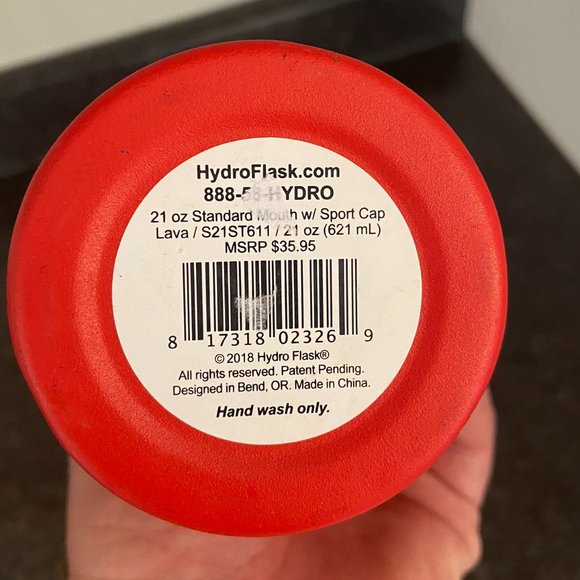 HydroFlask.com
888-58-HYDRO
21 oz Standard Mouth w/ Sport Cap
Lava / S21ST611 / 21 oz (621 mL)
MSRP $35.95
8 17318 02326 9
© 2018 Hydro Flask®
All rights reserved. Patent Pending.
Designed in Bend, OR. Made in China.
Hand wash only.